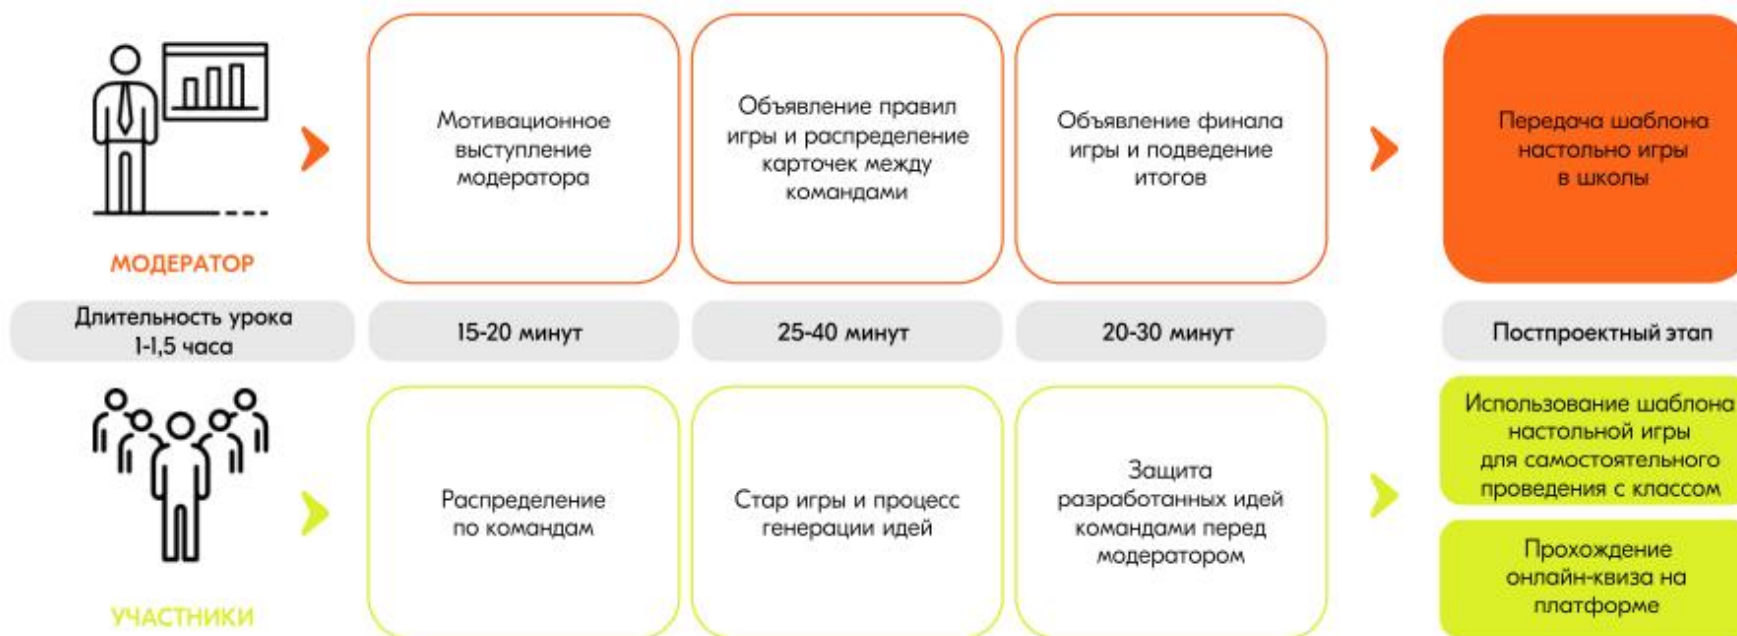 Мотивационное
выступление
модератора
Объявление правил
игры и распределение
карточек между
командами
Объявление финала
игры и подведение
итогов
Передача шаблона
настольно игры
в школы
МОДЕРАТОР
Длительность урока
1-1,5 часа
15-20 минут
25-40 минут
20-30 минут
Постпроектный этап
Распределение
по командам
Стар игры и процесс
генерации идей
Защита
разработанных идей
командами перед
модератором
Использование шаблона
настольной игры
для самостоятельного
проведения с классом
Прохождение
онлайн-квиза на
платформе
УЧАСТНИКИ